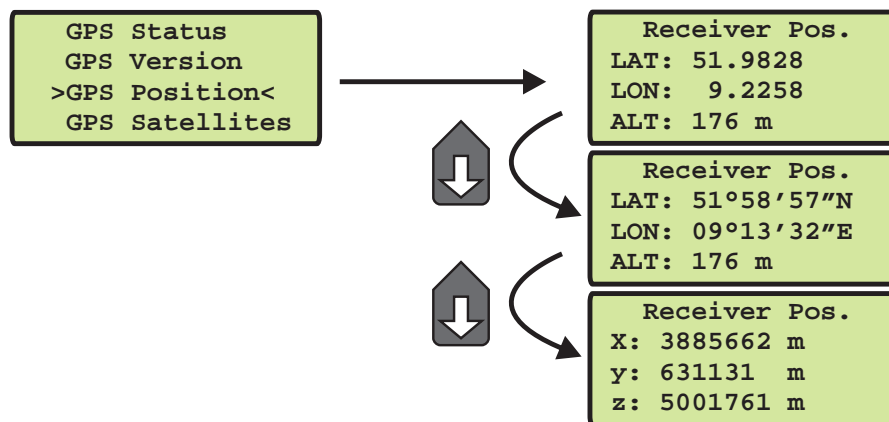 GPS Status
GPS Version
>GPS Position<
GPS Satellites
Receiver Pos.
LAT: 51.9828
LON: 9.2258
ALT: 176 m
Receiver Pos.
LAT: 51°58′57″N
LON: 09°13′32″E
ALT: 176 m
Receiver Pos.
X: 3885662 m
y: 631131 m
z: 5001761 m